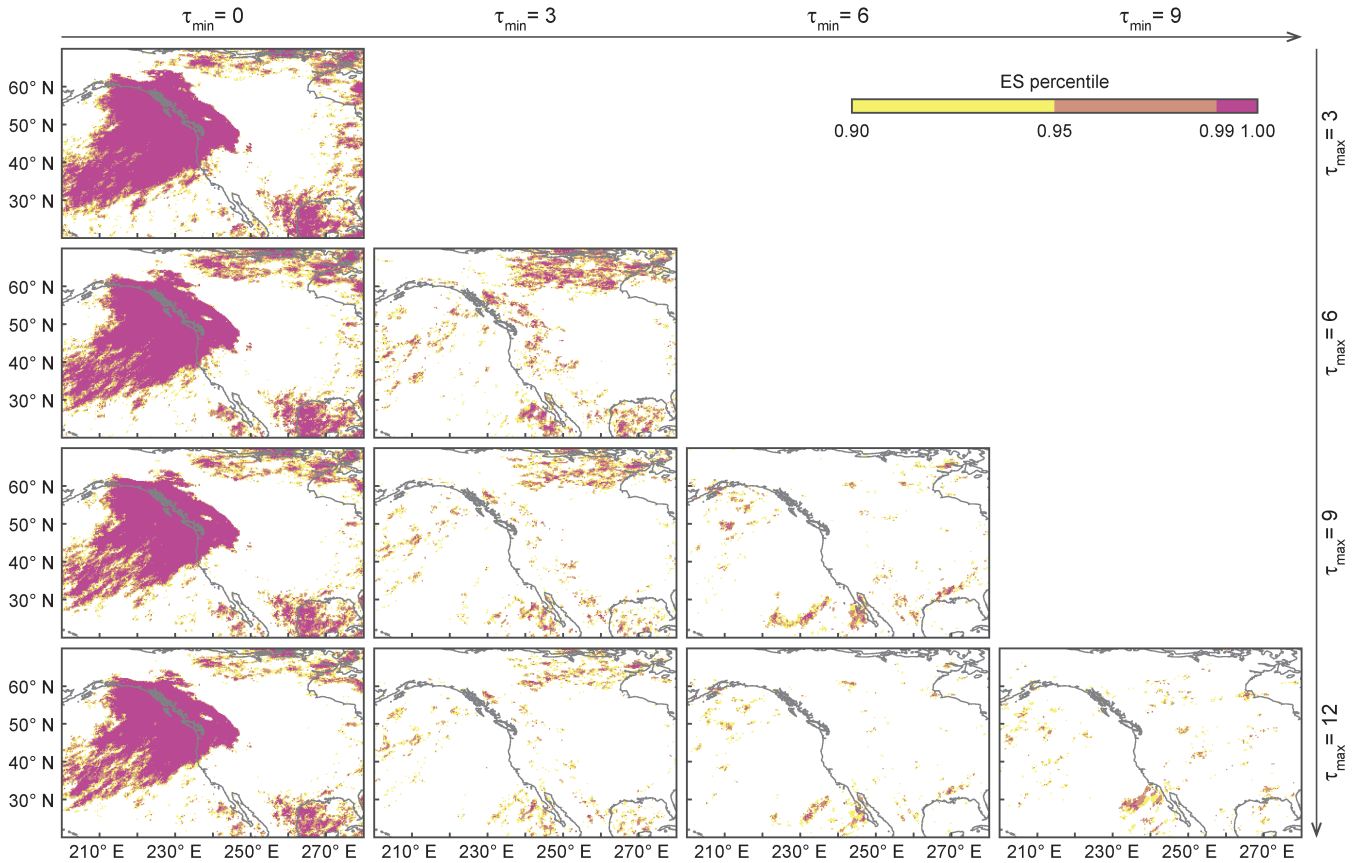 τmin = 0 τmin = 3 τmin = 6 τmin = 9
ES percentile
0.90 0.95 0.99 1.00
60° N
50° N
40° N
30° N
τmax = 3
60° N
50° N
40° N
30° N
τmax = 6
60° N
50° N
40° N
30° N
τmax = 9
60° N
50° N
40° N
30° N
τmax = 12
210° E 230° E 250° E 270° E 210° E 230° E 250° E 270° E 210° E 230° E 250° E 270° E 210° E 230° E 250° E 270° E